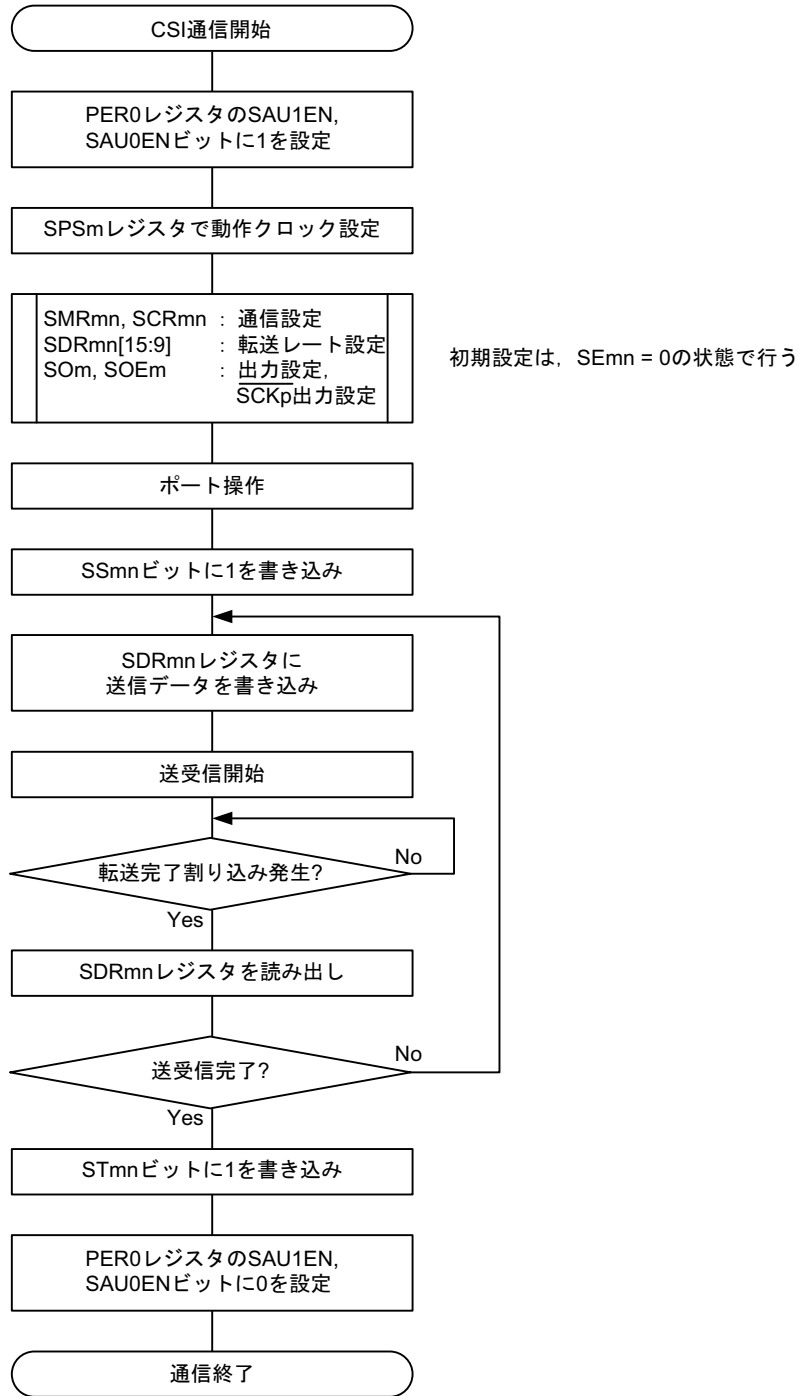 CSI通信開始
PER0レジスタのSAU1EN,
SAU0ENビットに1を設定
SPSmレジスタで動作クロック設定
SMRmn, SCRmn : 通信設定
SDRmn[15:9] : 転送レート設定
SOm, SOEm : 出力設定,
SCKp出力設定
初期設定は，SEmn = 0の状態で行う
ポート操作
SSmnビットに1を書き込み
SDRmnレジスタに
送信データを書き込み
送受信開始
転送完了割り込み発生?
No
Yes
SDRmnレジスタを読み出し
送受信完了?
No
Yes
STmnビットに1を書き込み
PER0レジスタのSAU1EN,
SAU0ENビットに0を設定
通信終了